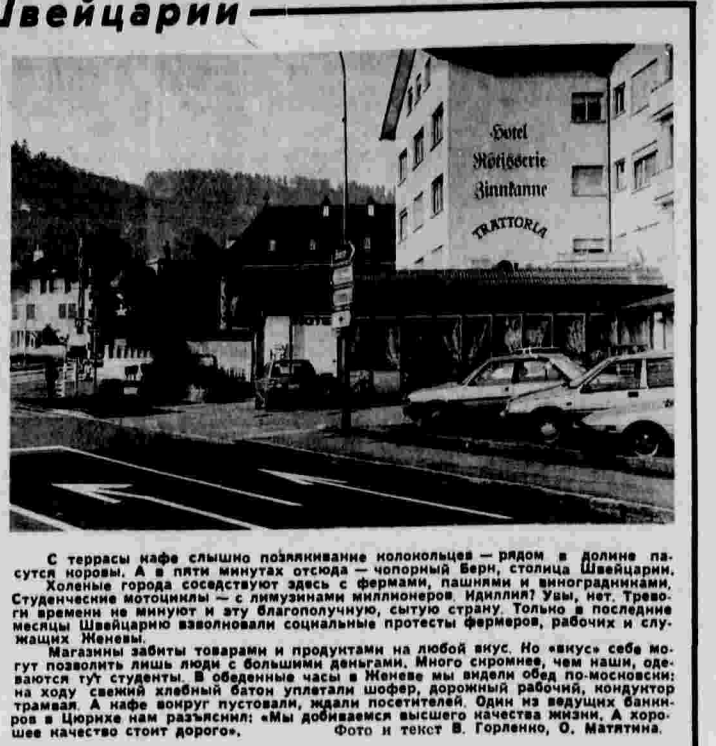 Швейцарии
Hotel
Rôtisserie
Zinnkanne
TRATTORIA
С террасы кафе слышно позвякивание колокольцев — рядом в долине па-
сутся коровы. А в пяти минутах отсюда — чопорный Берн, столица Швейцарии.
Холеные города соседствуют здесь с фермами, пашнями и виноградниками.
Студенческие мотоциклы — с лимузинами миллионеров. Идиллия? Увы, нет. Трево-
ги времени не минуют и эту благополучную, сытую страну. Только в последние
месяцы Швейцарию взволновали социальные протесты фермеров, рабочих и слу-
жащих Женевы.
Магазины забиты товарами и продуктами на любой вкус. Но «вкус» себе мо-
гут позволить лишь люди с большими деньгами. Много скромнее, чем наши, оде-
ваются тут студенты. В обеденные часы в Женеве мы видели обед по-московски:
на ходу свежий хлебный батон уплетали шофер, дорожный рабочий, кондуктор
трамвая. А кафе вокруг пустовали, ждали посетителей. Один из ведущих банки-
ров в Цюрихе нам разъяснил: «Мы добиваемся высшего качества жизни. А хоро-
шее качество стоит дорого».
Фото и текст В. Горленко, О. Матятина.